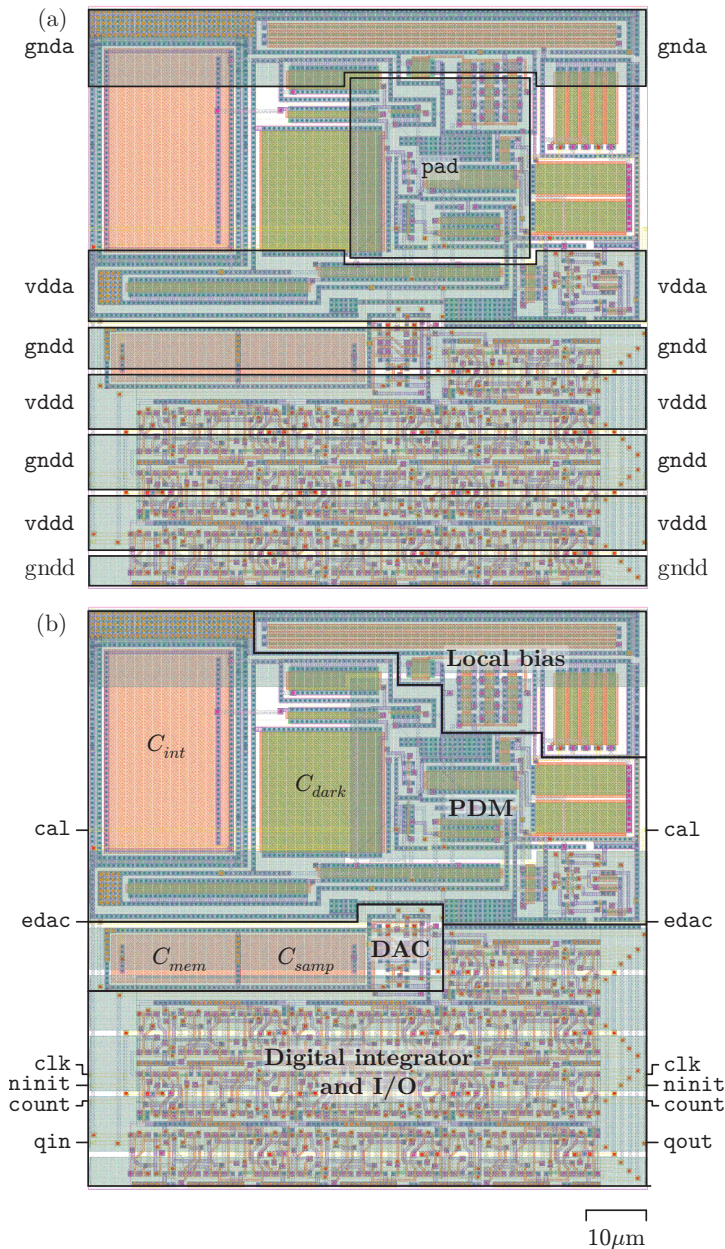 (a)
gnda gnda
pad
vdda vdda
gndd gndd
vddd vddd
gndd gndd
vddd vddd
gndd gndd
(b)
Local bias
C_int
C_dark
PDM
cal cal
edac edac
DAC
C_mem C_samp
Digital integrator
and I/O
clk clk
ninit ninit
count count
qin qout
10μm